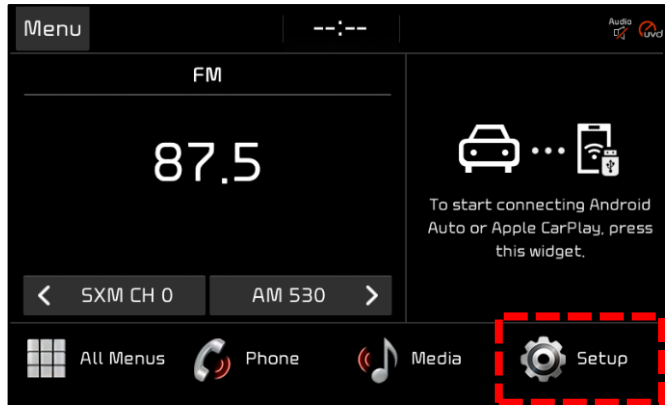 Menu
--:--
Audio
uvo
FM
87.5
To start connecting Android
Auto or Apple CarPlay, press
this widget.
SXM CH 0
AM 530
All Menus
Phone
Media
Setup